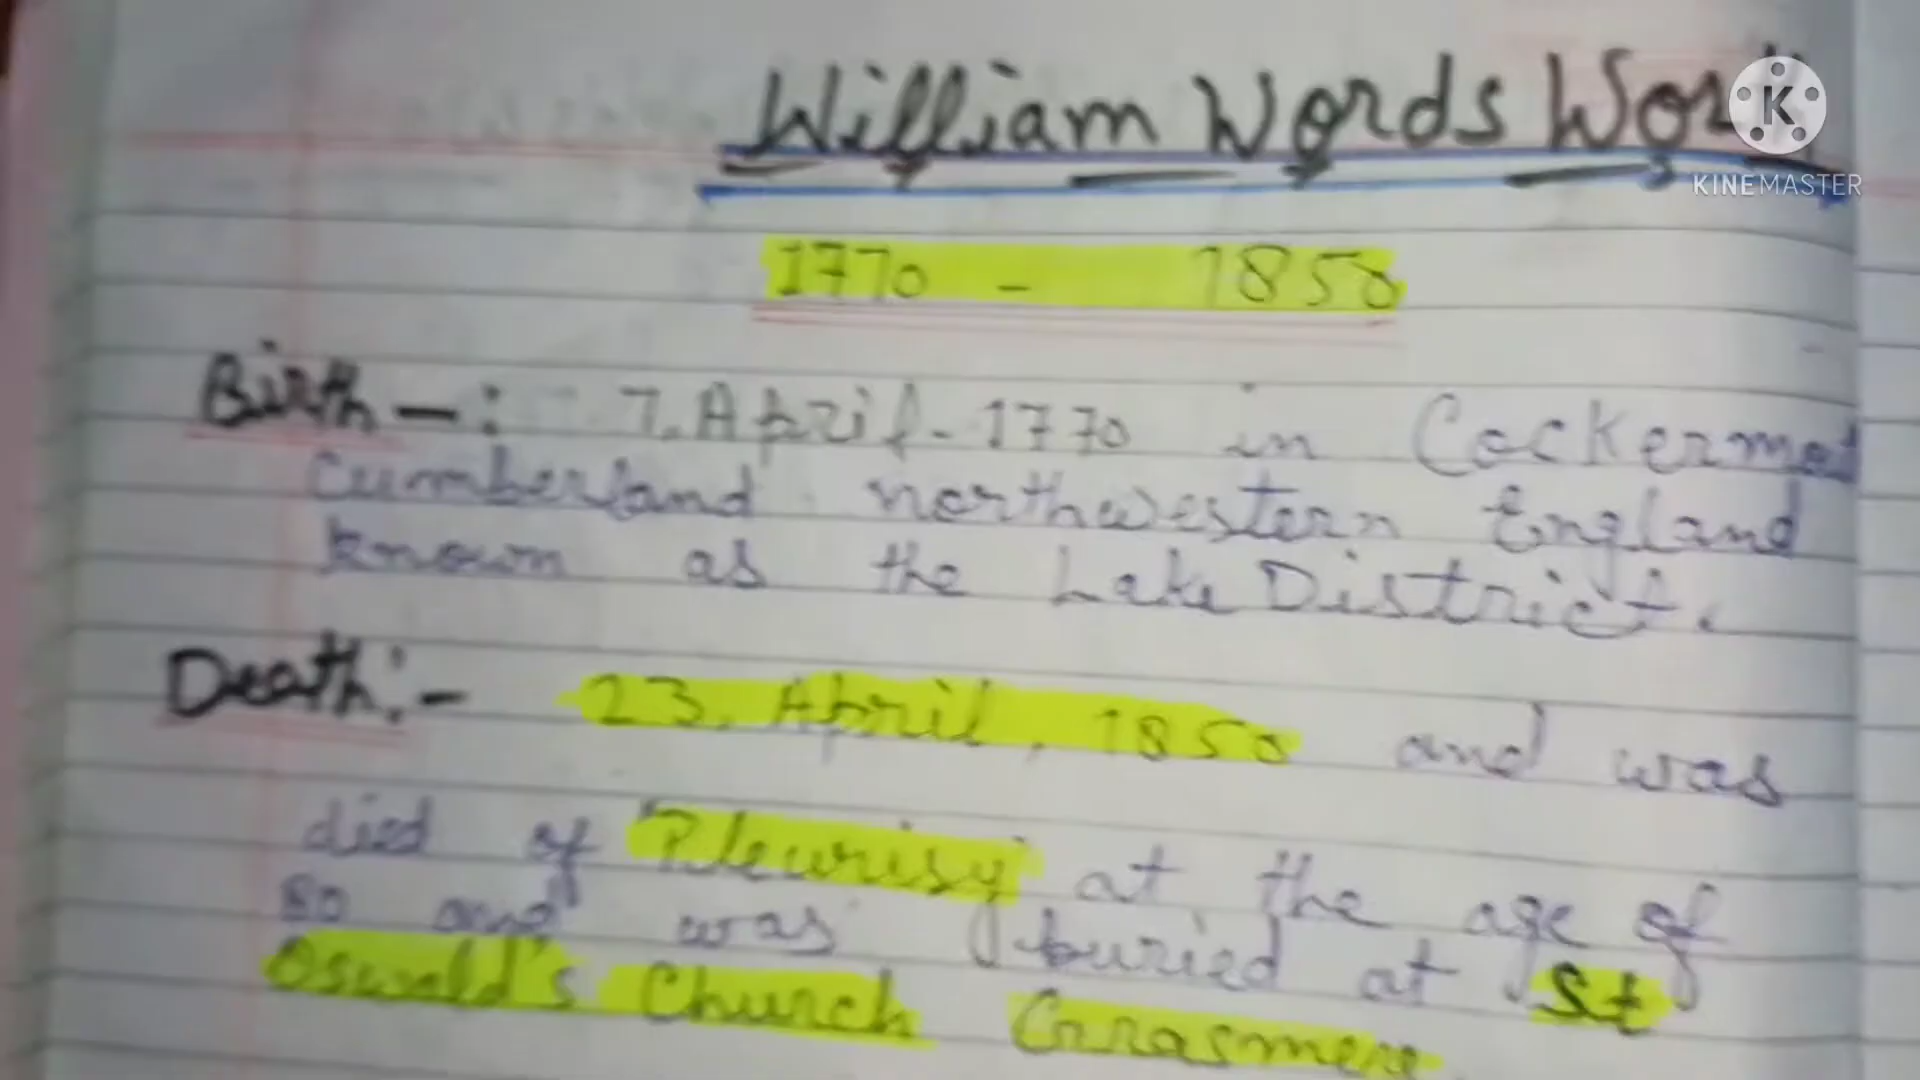 William Words Wor
KINEMASTER
1770 - 1850
Birth -: 7. April - 1770 in Cockermo
Cumberland northwestern England
known as the Lake District.
Death :- 23, April, 1850 and was
died of "Pleurisy" at the age of
80 and was buried at St
Oswald's Church Grasmere